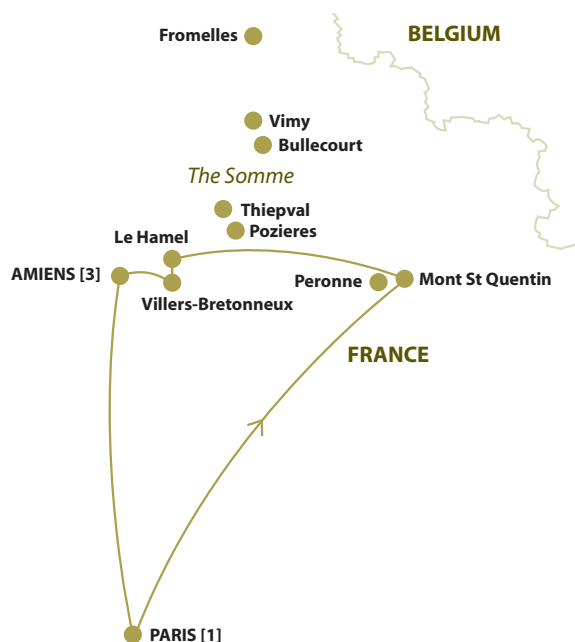 Fromelles
BELGIUM
Vimy
Bullecourt
The Somme
Thiepval
Pozieres
Le Hamel
AMIENS [3]
Villers-Bretonneux
Peronne
Mont St Quentin
FRANCE
PARIS [1]